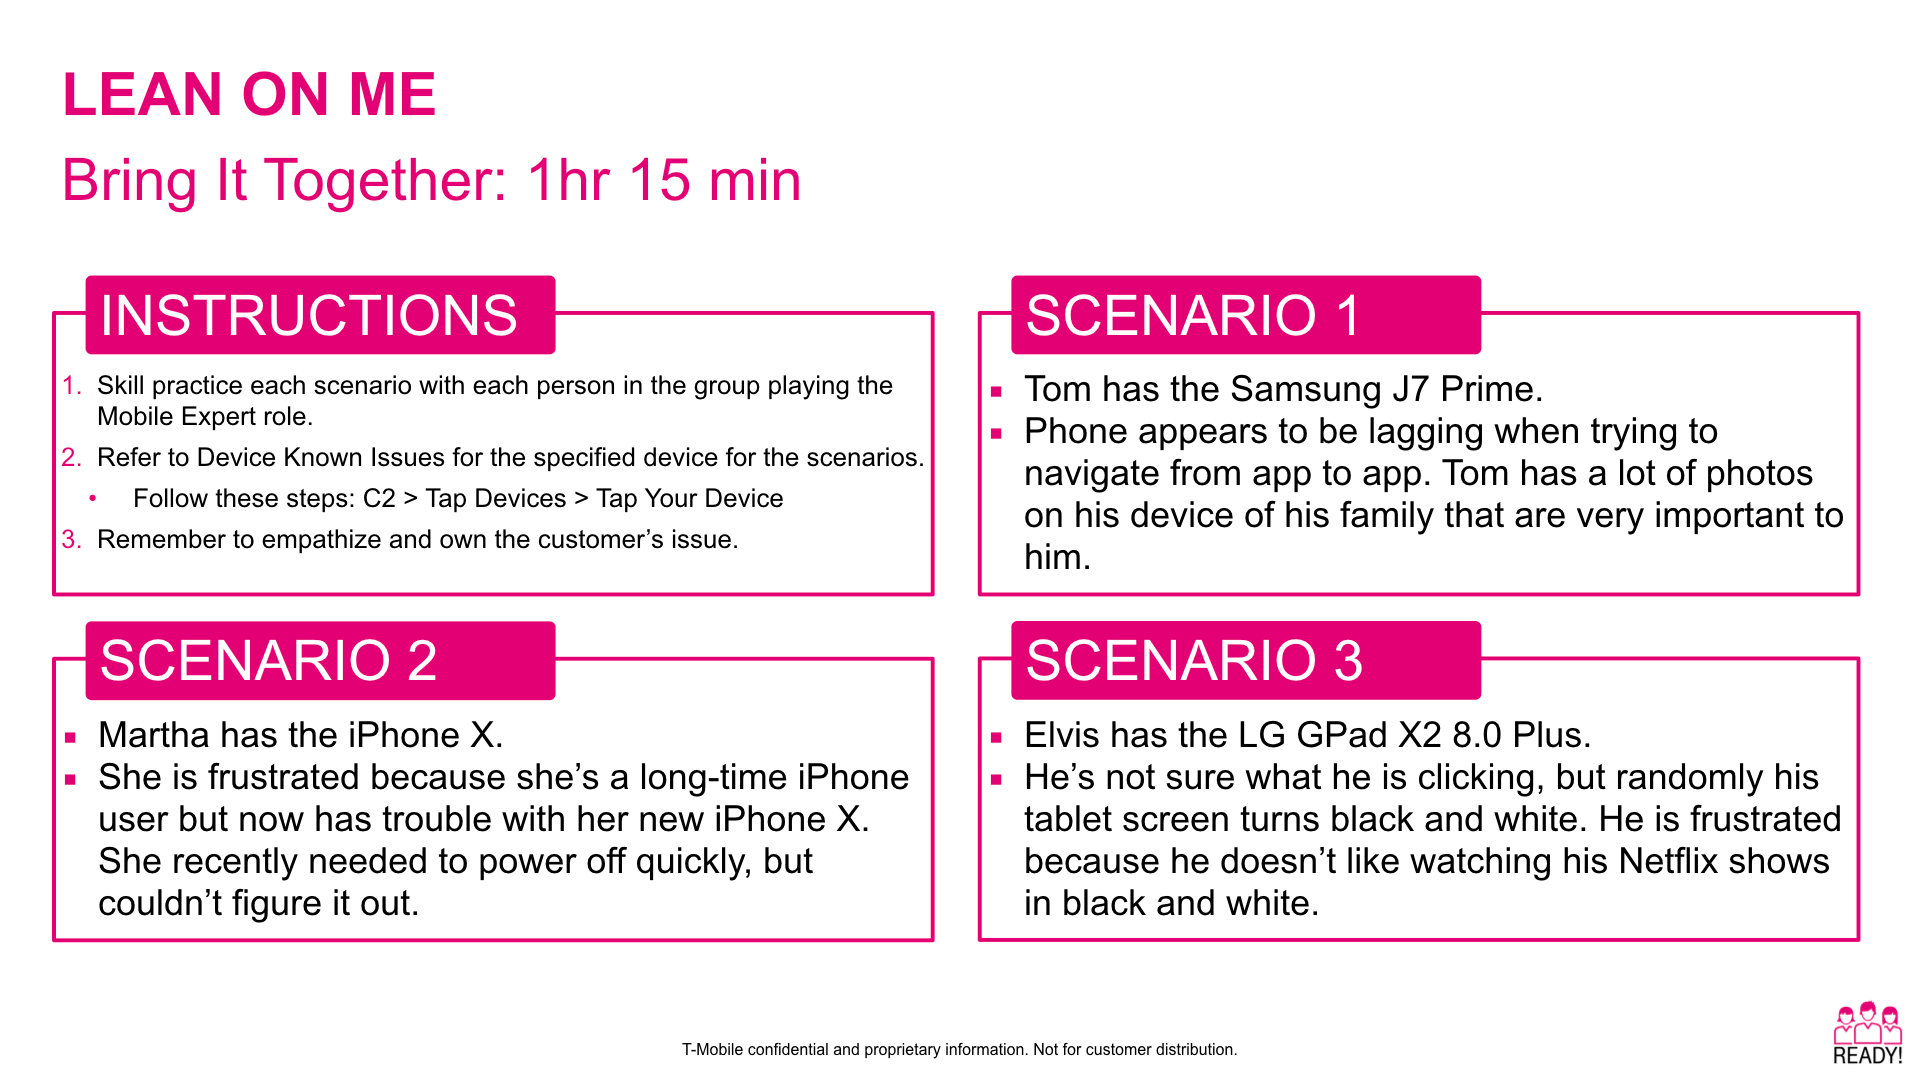 LEAN ON ME
Bring It Together: 1hr 15 min
INSTRUCTIONS
1. Skill practice each scenario with each person in the group playing the
Mobile Expert role.
2. Refer to Device Known Issues for the specified device for the scenarios.
• Follow these steps: C2 > Tap Devices > Tap Your Device
3. Remember to empathize and own the customer’s issue.
SCENARIO 1
▪ Tom has the Samsung J7 Prime.
▪ Phone appears to be lagging when trying to
navigate from app to app. Tom has a lot of photos
on his device of his family that are very important to
him.
SCENARIO 2
▪ Martha has the iPhone X.
▪ She is frustrated because she’s a long-time iPhone
user but now has trouble with her new iPhone X.
She recently needed to power off quickly, but
couldn’t figure it out.
SCENARIO 3
▪ Elvis has the LG GPad X2 8.0 Plus.
▪ He’s not sure what he is clicking, but randomly his
tablet screen turns black and white. He is frustrated
because he doesn’t like watching his Netflix shows
in black and white.
T-Mobile confidential and proprietary information. Not for customer distribution.
READY!